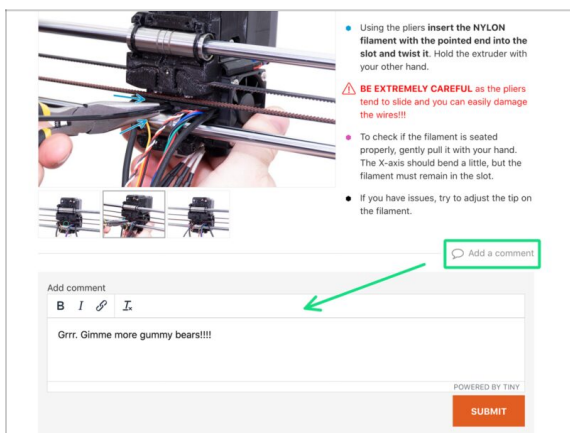 Using the pliers insert the NYLON
filament with the pointed end into the
slot and twist it. Hold the extruder with
your other hand.
BE EXTREMELY CAREFUL as the pliers
tend to slide and you can easily damage
the wires!!!
To check if the filament is seated
properly, gently pull it with your hand.
The X-axis should bend a little, but the
filament must remain in the slot.
If you have issues, try to adjust the tip on
the filament.
Add a comment
Add comment
B I
Grrr. Gimme more gummy bears!!!!
POWERED BY TINY
SUBMIT